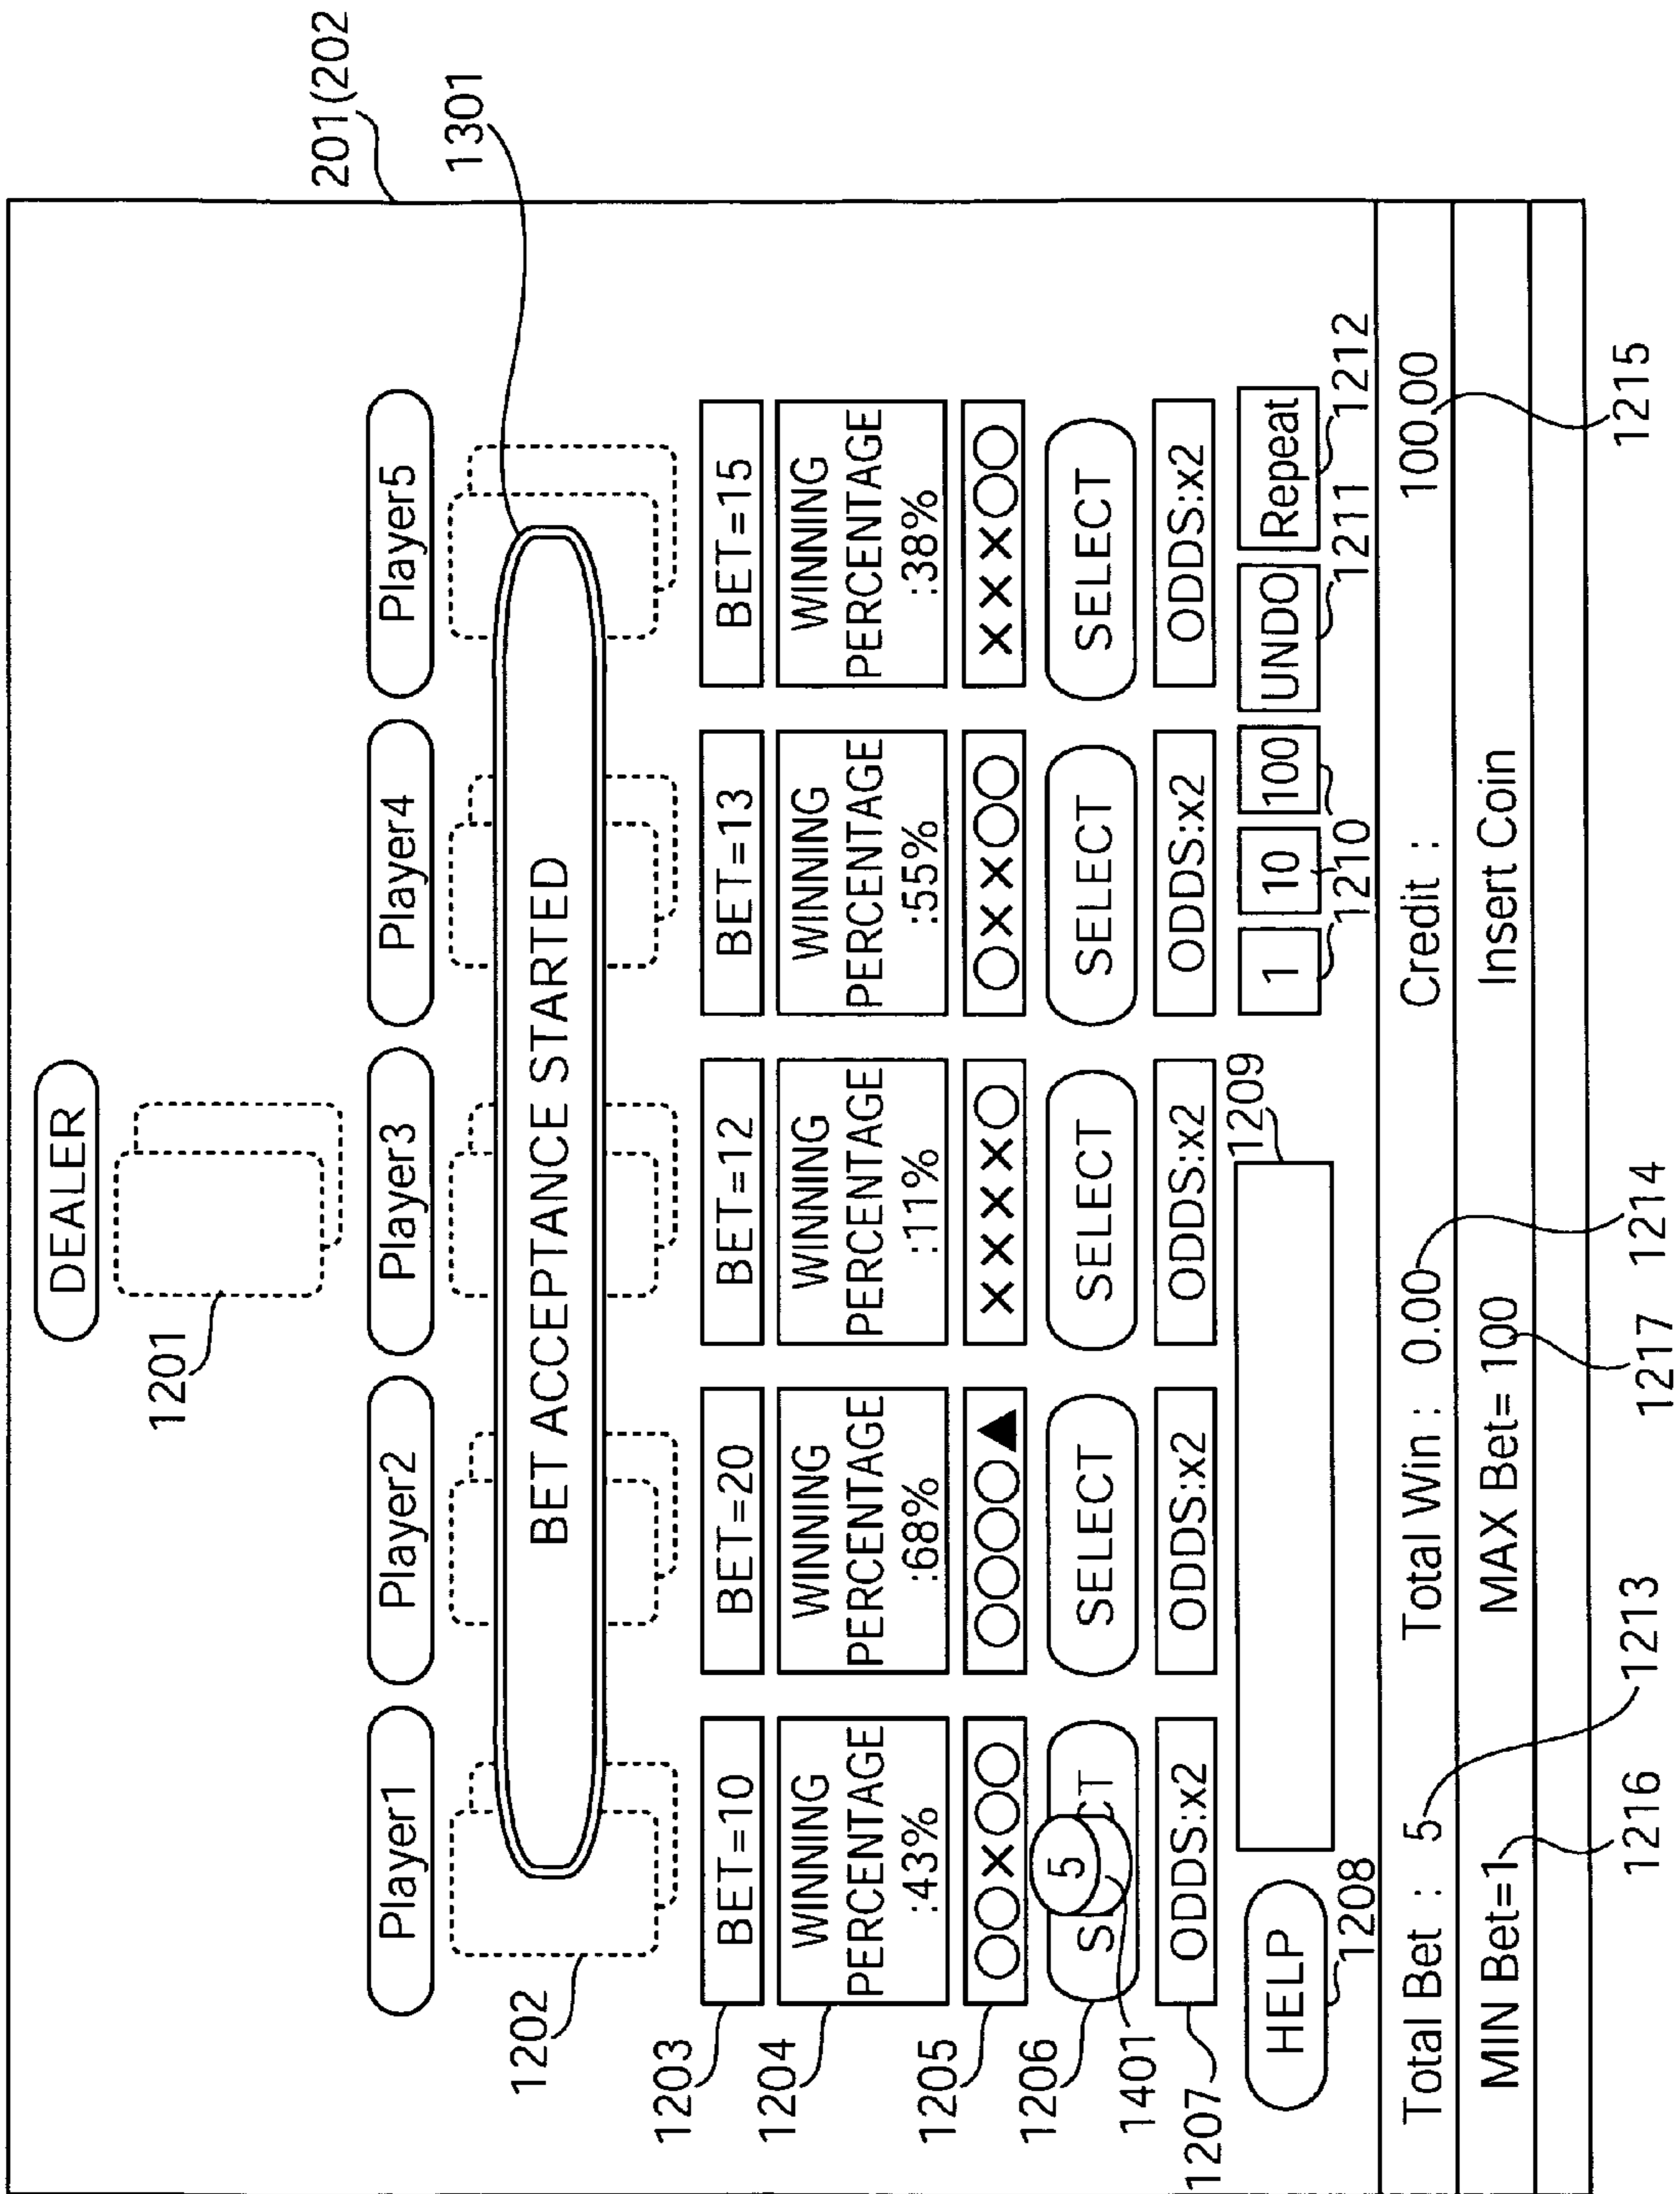 201(202
1301
DEALER
1201
Player1 Player2 Player3 Player4 Player5
1202
BET ACCEPTANCE STARTED
1203
BET=10 BET=20 BET=12 BET=13 BET=15
1204
WINNING WINNING WINNING WINNING WINNING
PERCENTAGE PERCENTAGE PERCENTAGE PERCENTAGE PERCENTAGE
:43% :68% :11% :55% :38%
1205
○○×○○ ○○○○▲ ××××○ ○××○○ ×××○○
1206
5
SELECT SELECT SELECT SELECT
1401
1207
ODDS:x2 ODDS:x2 ODDS:x2 ODDS:x2 ODDS:x2
1209
HELP 1 10 100 UNDO Repeat
1208 1210 1211 1212
Total Bet : 5 Total Win : 0.00 Credit : 100.00
MIN Bet=1 MAX Bet= 100 Insert Coin
1216 1213 1217 1214 1215